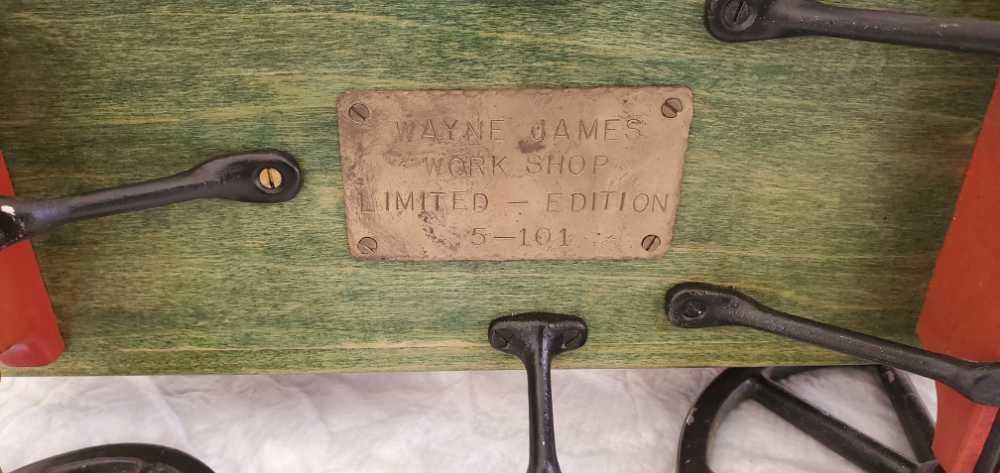 WAYNE JAMES
WORK SHOP
LIMITED — EDITION
5-101